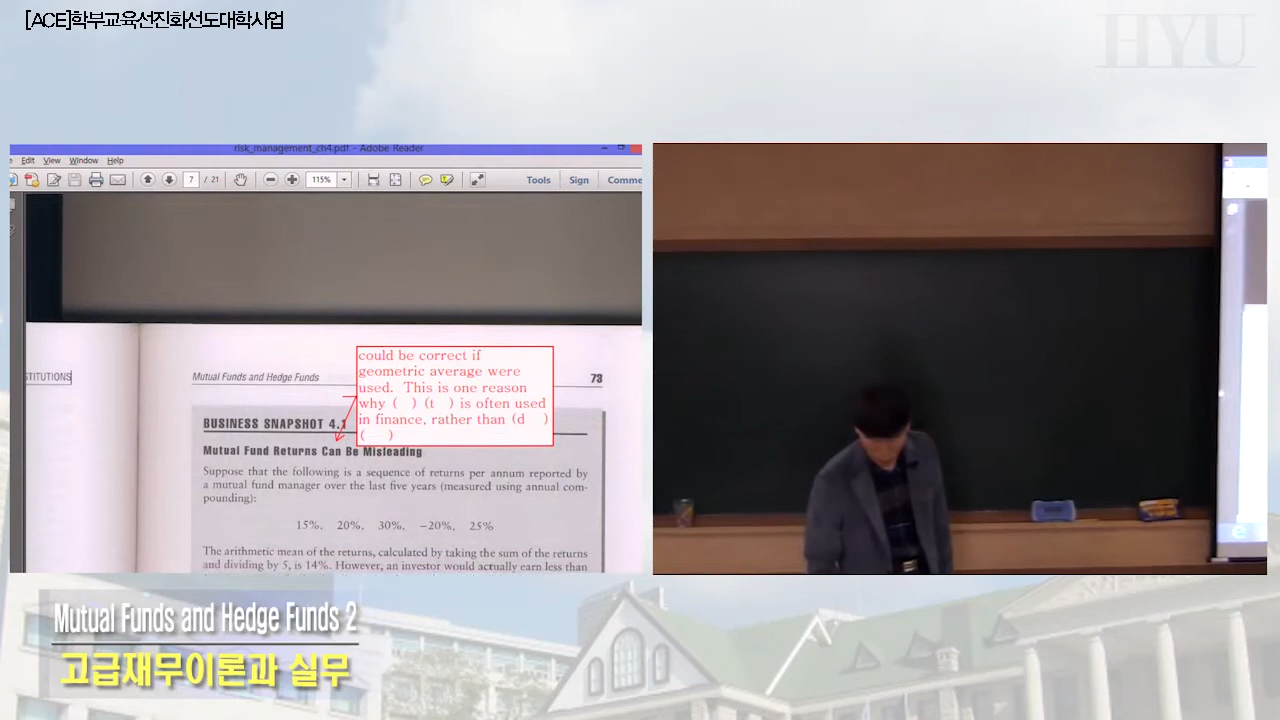 [ACE]학부교육선진화선도대학사업
HYU
risk_management_ch4.pdf - Adobe Reader
Edit View Window Help
7 / 21 115% Tools Sign Comme
could be correct if
geometric average were
used. This is one reason
why ( ) (t ) is often used
in finance, rather than (d )
( )
STITUTIONS
Mutual Funds and Hedge Funds 73
BUSINESS SNAPSHOT 4.1
Mutual Fund Returns Can Be Misleading
Suppose that the following is a sequence of returns per annum reported by
a mutual fund manager over the last five years (measured using annual com-
pounding):
15%, 20%, 30%, −20%, 25%
The arithmetic mean of the returns, calculated by taking the sum of the returns
and dividing by 5, is 14%. However, an investor would actually earn less than
Mutual Funds and Hedge Funds 2
고급재무이론과 실무